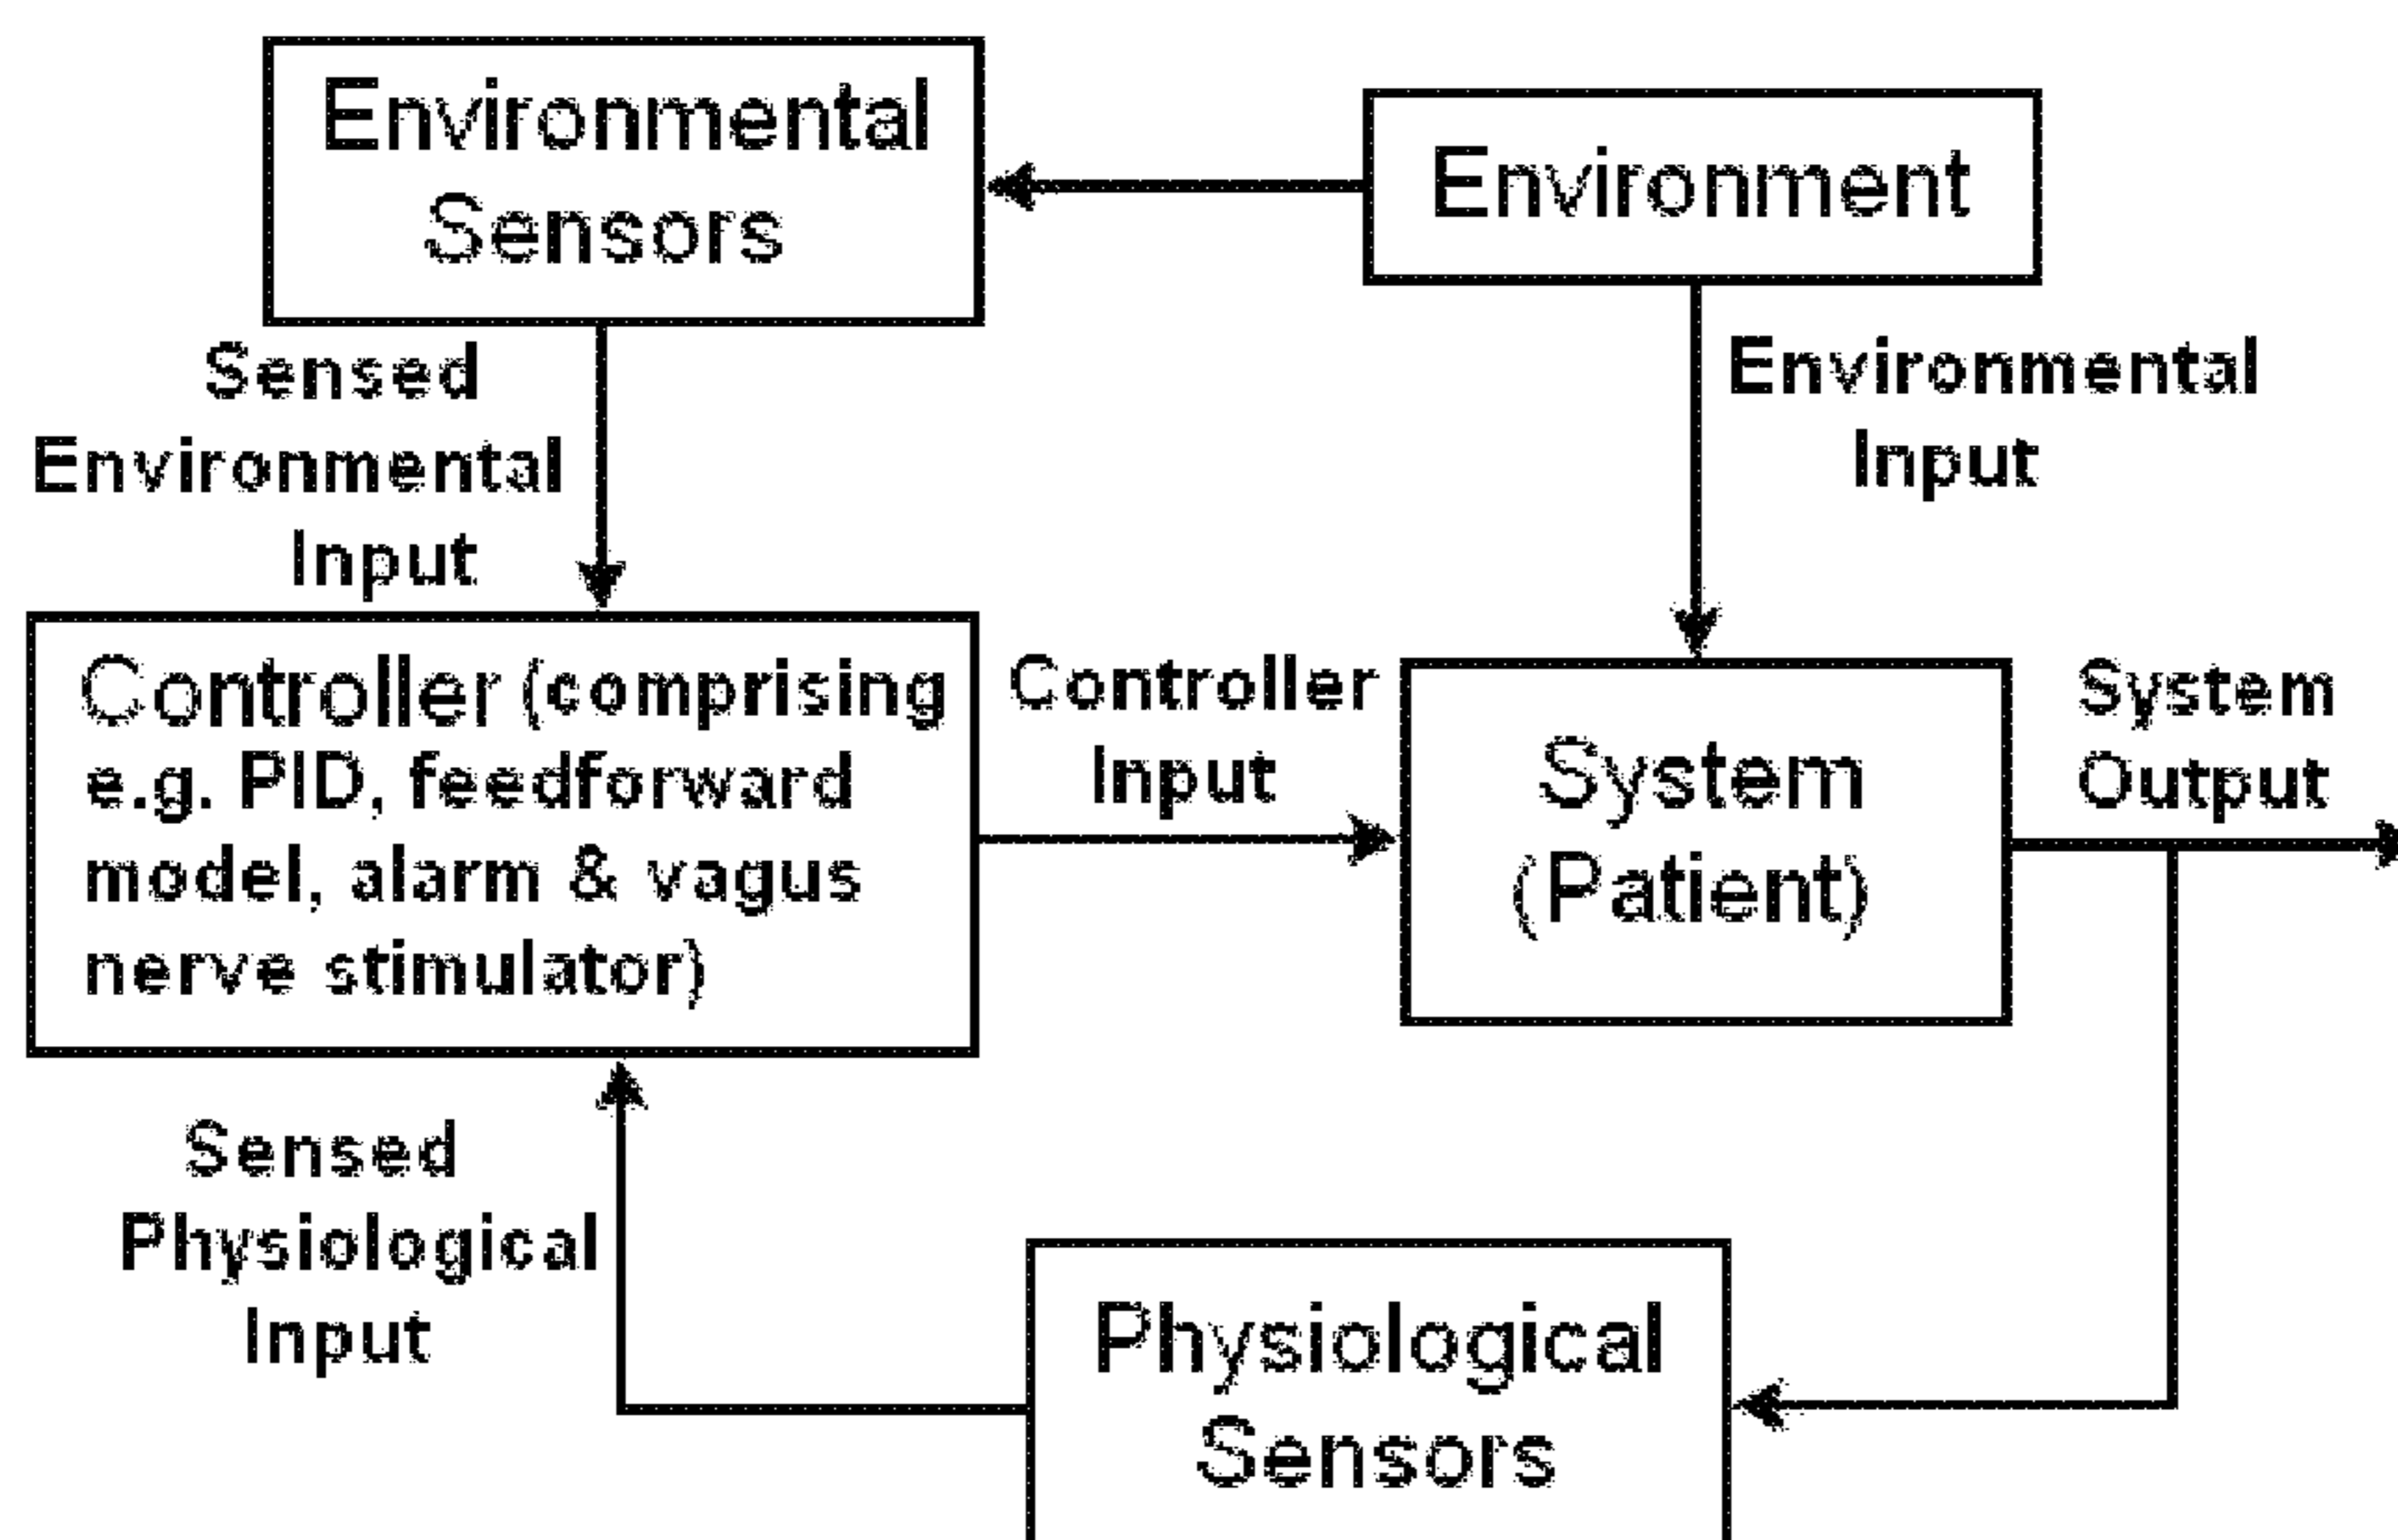 Environmental
Sensors
Environment
Sensed
Environmental
Input
Environmental
Input
Controller (comprising
e.g. PID, feedforward
model, alarm & vagus
nerve stimulator)
Controller
Input
System
(Patient)
System
Output
Sensed
Physiological
Input
Physiological
Sensors